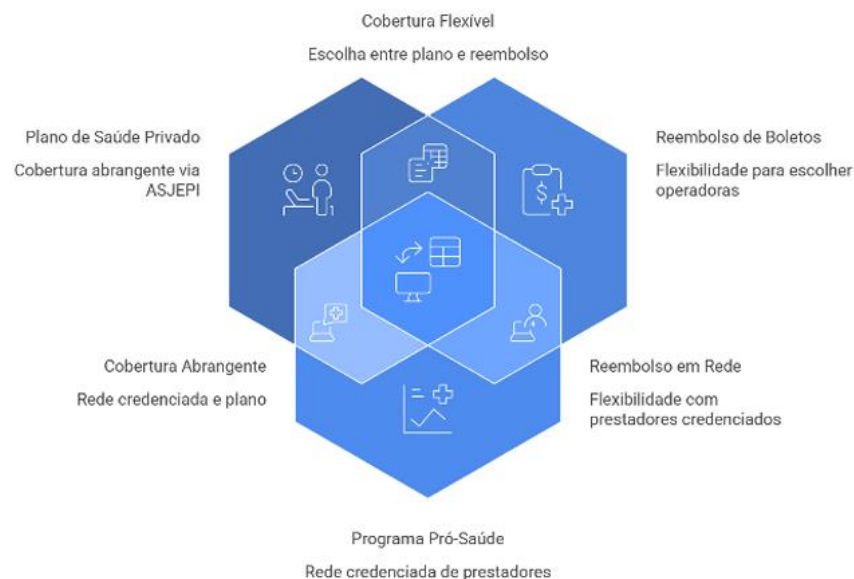 Cobertura Flexível
Escolha entre plano e reembolso
Plano de Saúde Privado
Cobertura abrangente via
ASJEPI
Reembolso de Boletos
Flexibilidade para escolher
operadoras
Cobertura Abrangente
Rede credenciada e plano
Reembolso em Rede
Flexibilidade com
prestadores credenciados
Programa Pró-Saúde
Rede credenciada de prestadores